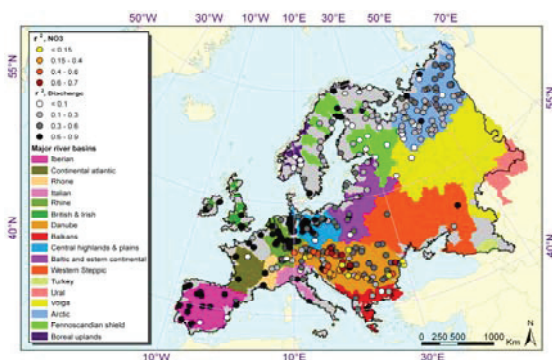 50°W 30°W 10°W 0°E 10°E 30°E 50°E 70°E
r², NO3
< 0.15
0.15 - 0.4
0.4 - 0.6
0.6 - 0.7
r², Discharge
< 0.1
0.1 - 0.3
0.3 - 0.6
0.6 - 0.9
Major river basins
Iberian
Continental atlantic
Rhone
Italian
Rhine
British & Irish
Danube
Balkans
Central highlands & plains
Baltic and estern continental
Western Steppic
Turkey
Ural
Volga
Arctic
Fennoscandian shield
Boreal uplands
55°N
40°N
55°N
40°N
0 250 500 1000
Km
N
10°W 0°E 10°E 30°E